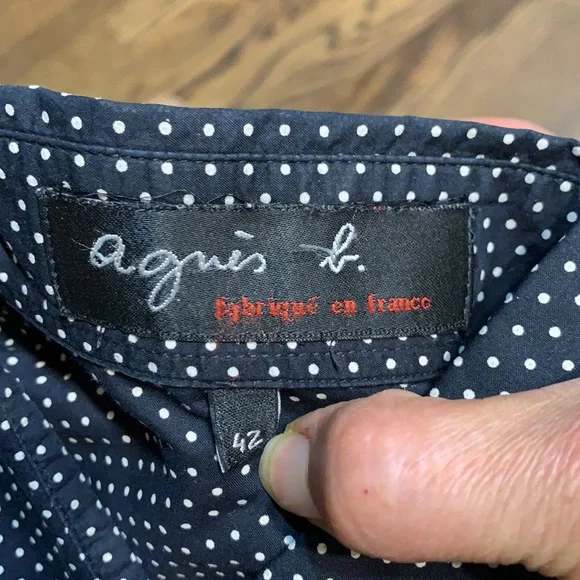 agnès b.
fabriqué en france
42